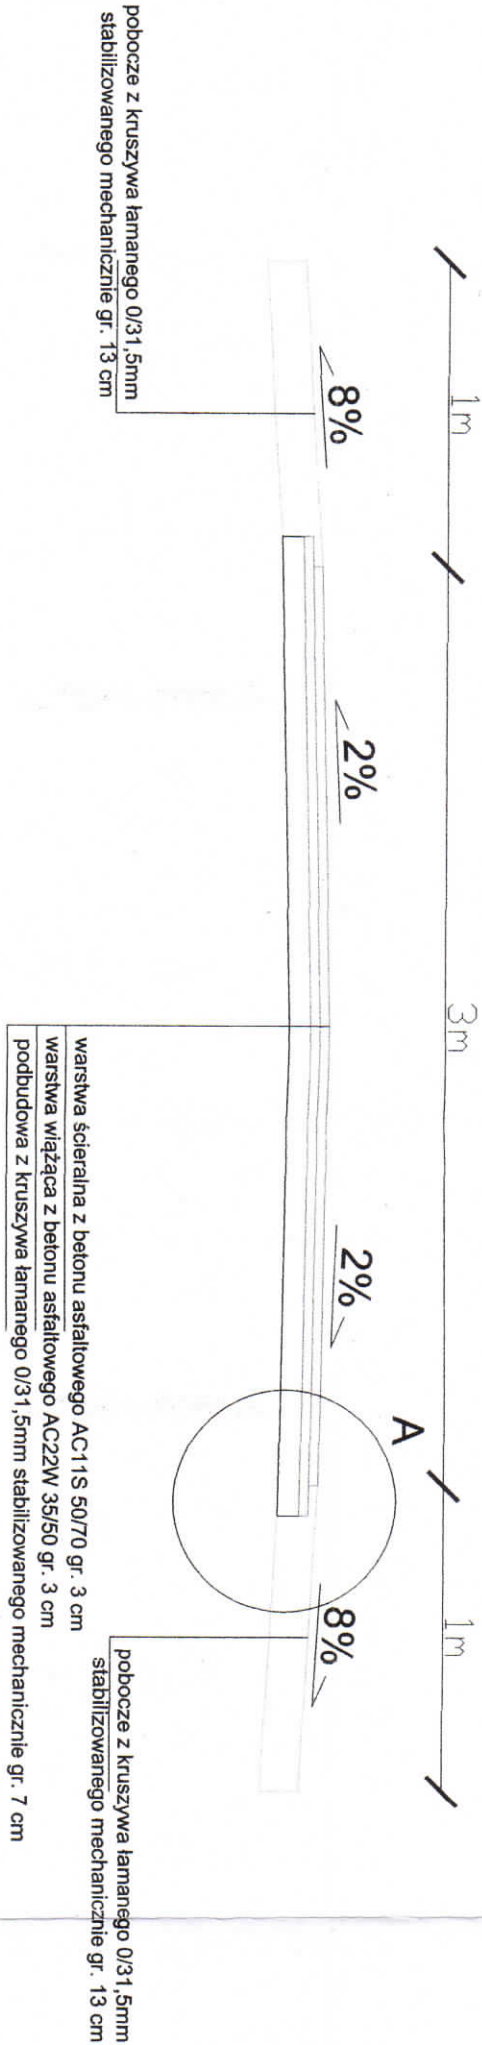 1m
3m
1m
8%
2%
2%
A
8%
pobocze z kruszywa łamanego 0/31,5mm
stabilizowanego mechanicznie gr. 13 cm
warstwa ścieralna z betonu asfaltowego AC11S 50/70 gr. 3 cm
warstwa wiążąca z betonu asfaltowego AC22W 35/50 gr. 3 cm
podbudowa z kruszywa łamanego 0/31,5mm stabilizowanego mechanicznie gr. 7 cm
pobocze z kruszywa łamanego 0/31,5mm
stabilizowanego mechanicznie gr. 13 cm